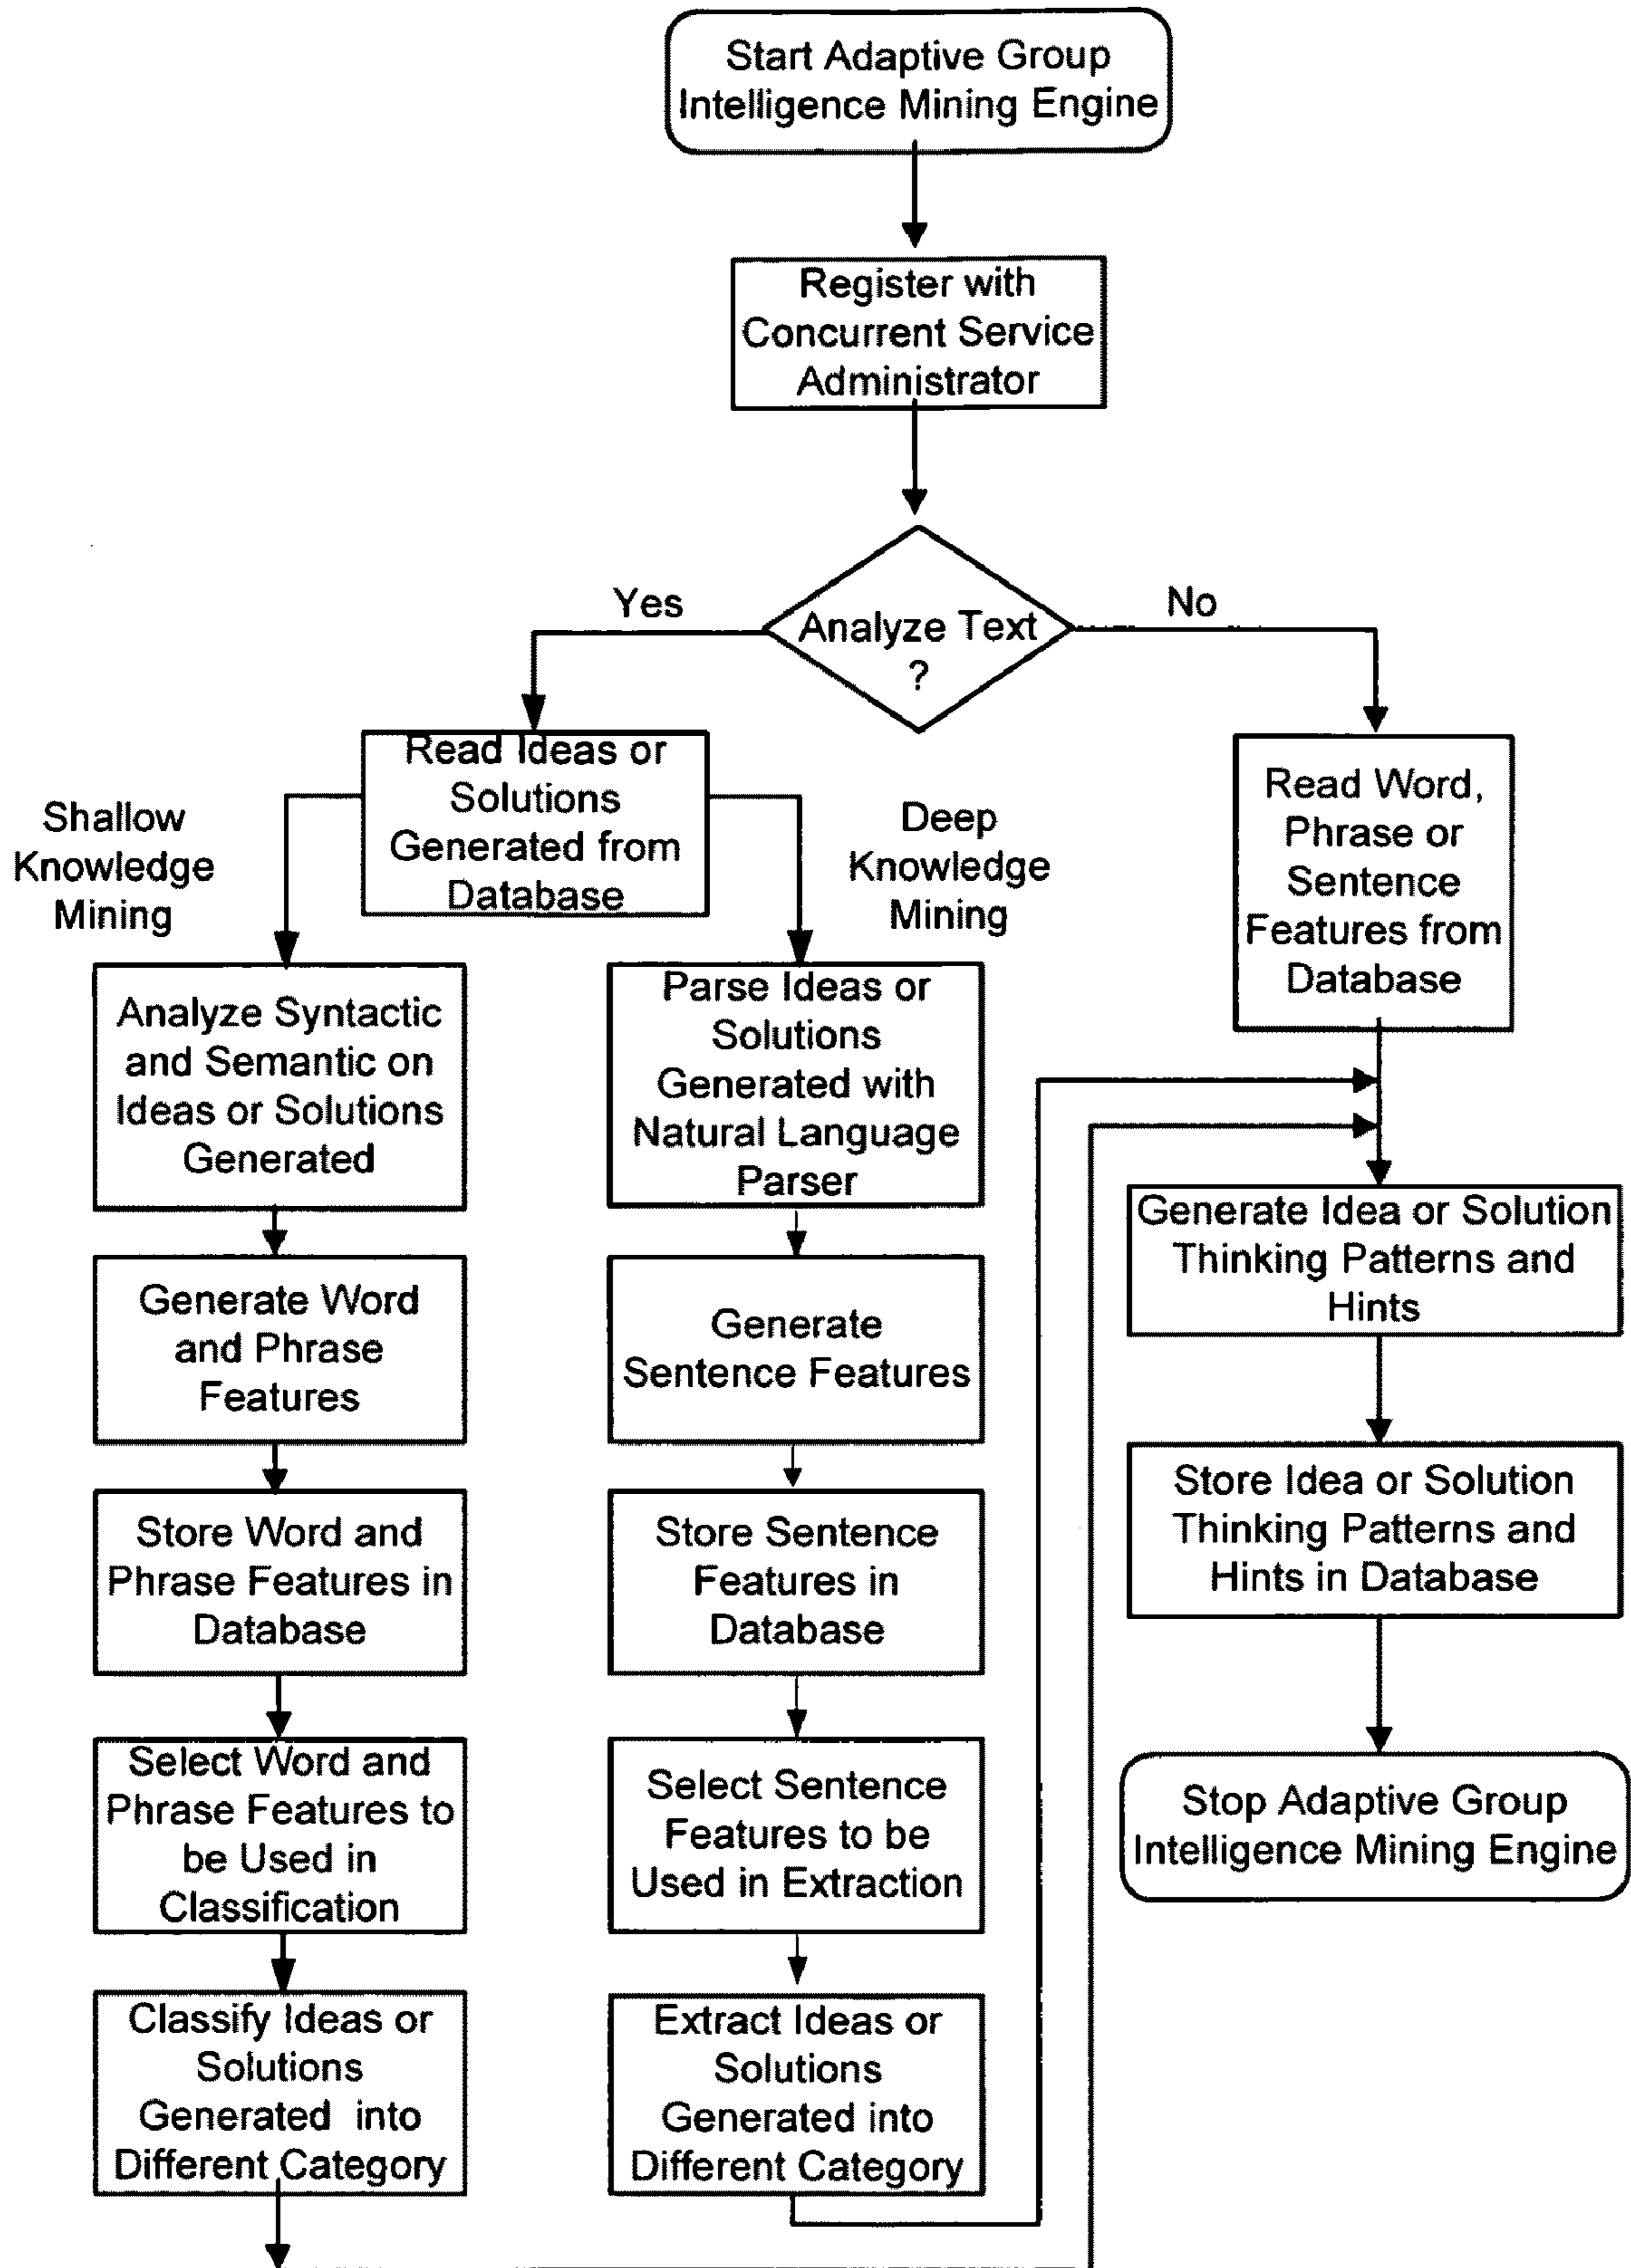 Start Adaptive Group
Intelligence Mining Engine
Register with
Concurrent Service
Administrator
Analyze Text
?
Yes
No
Read Ideas or
Solutions
Generated from
Database
Shallow
Knowledge
Mining
Deep
Knowledge
Mining
Read Word,
Phrase or
Sentence
Features from
Database
Analyze Syntactic
and Semantic on
Ideas or Solutions
Generated
Generate Word
and Phrase
Features
Store Word and
Phrase Features in
Database
Select Word and
Phrase Features to
be Used in
Classification
Classify Ideas or
Solutions
Generated into
Different Category
Parse Ideas or
Solutions
Generated with
Natural Language
Parser
Generate
Sentence Features
Store Sentence
Features in
Database
Select Sentence
Features to be
Used in Extraction
Extract Ideas or
Solutions
Generated into
Different Category
Generate Idea or Solution
Thinking Patterns and
Hints
Store Idea or Solution
Thinking Patterns and
Hints in Database
Stop Adaptive Group
Intelligence Mining Engine